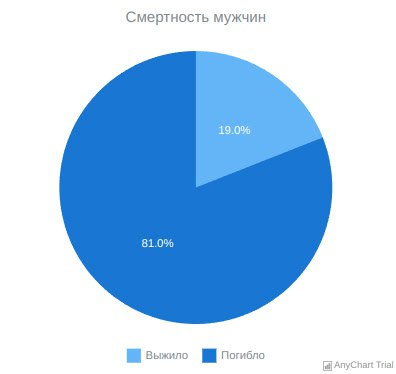 Смертность мужчин
19.0%
81.0%
Выжило
Погибло
AnyChart Trial